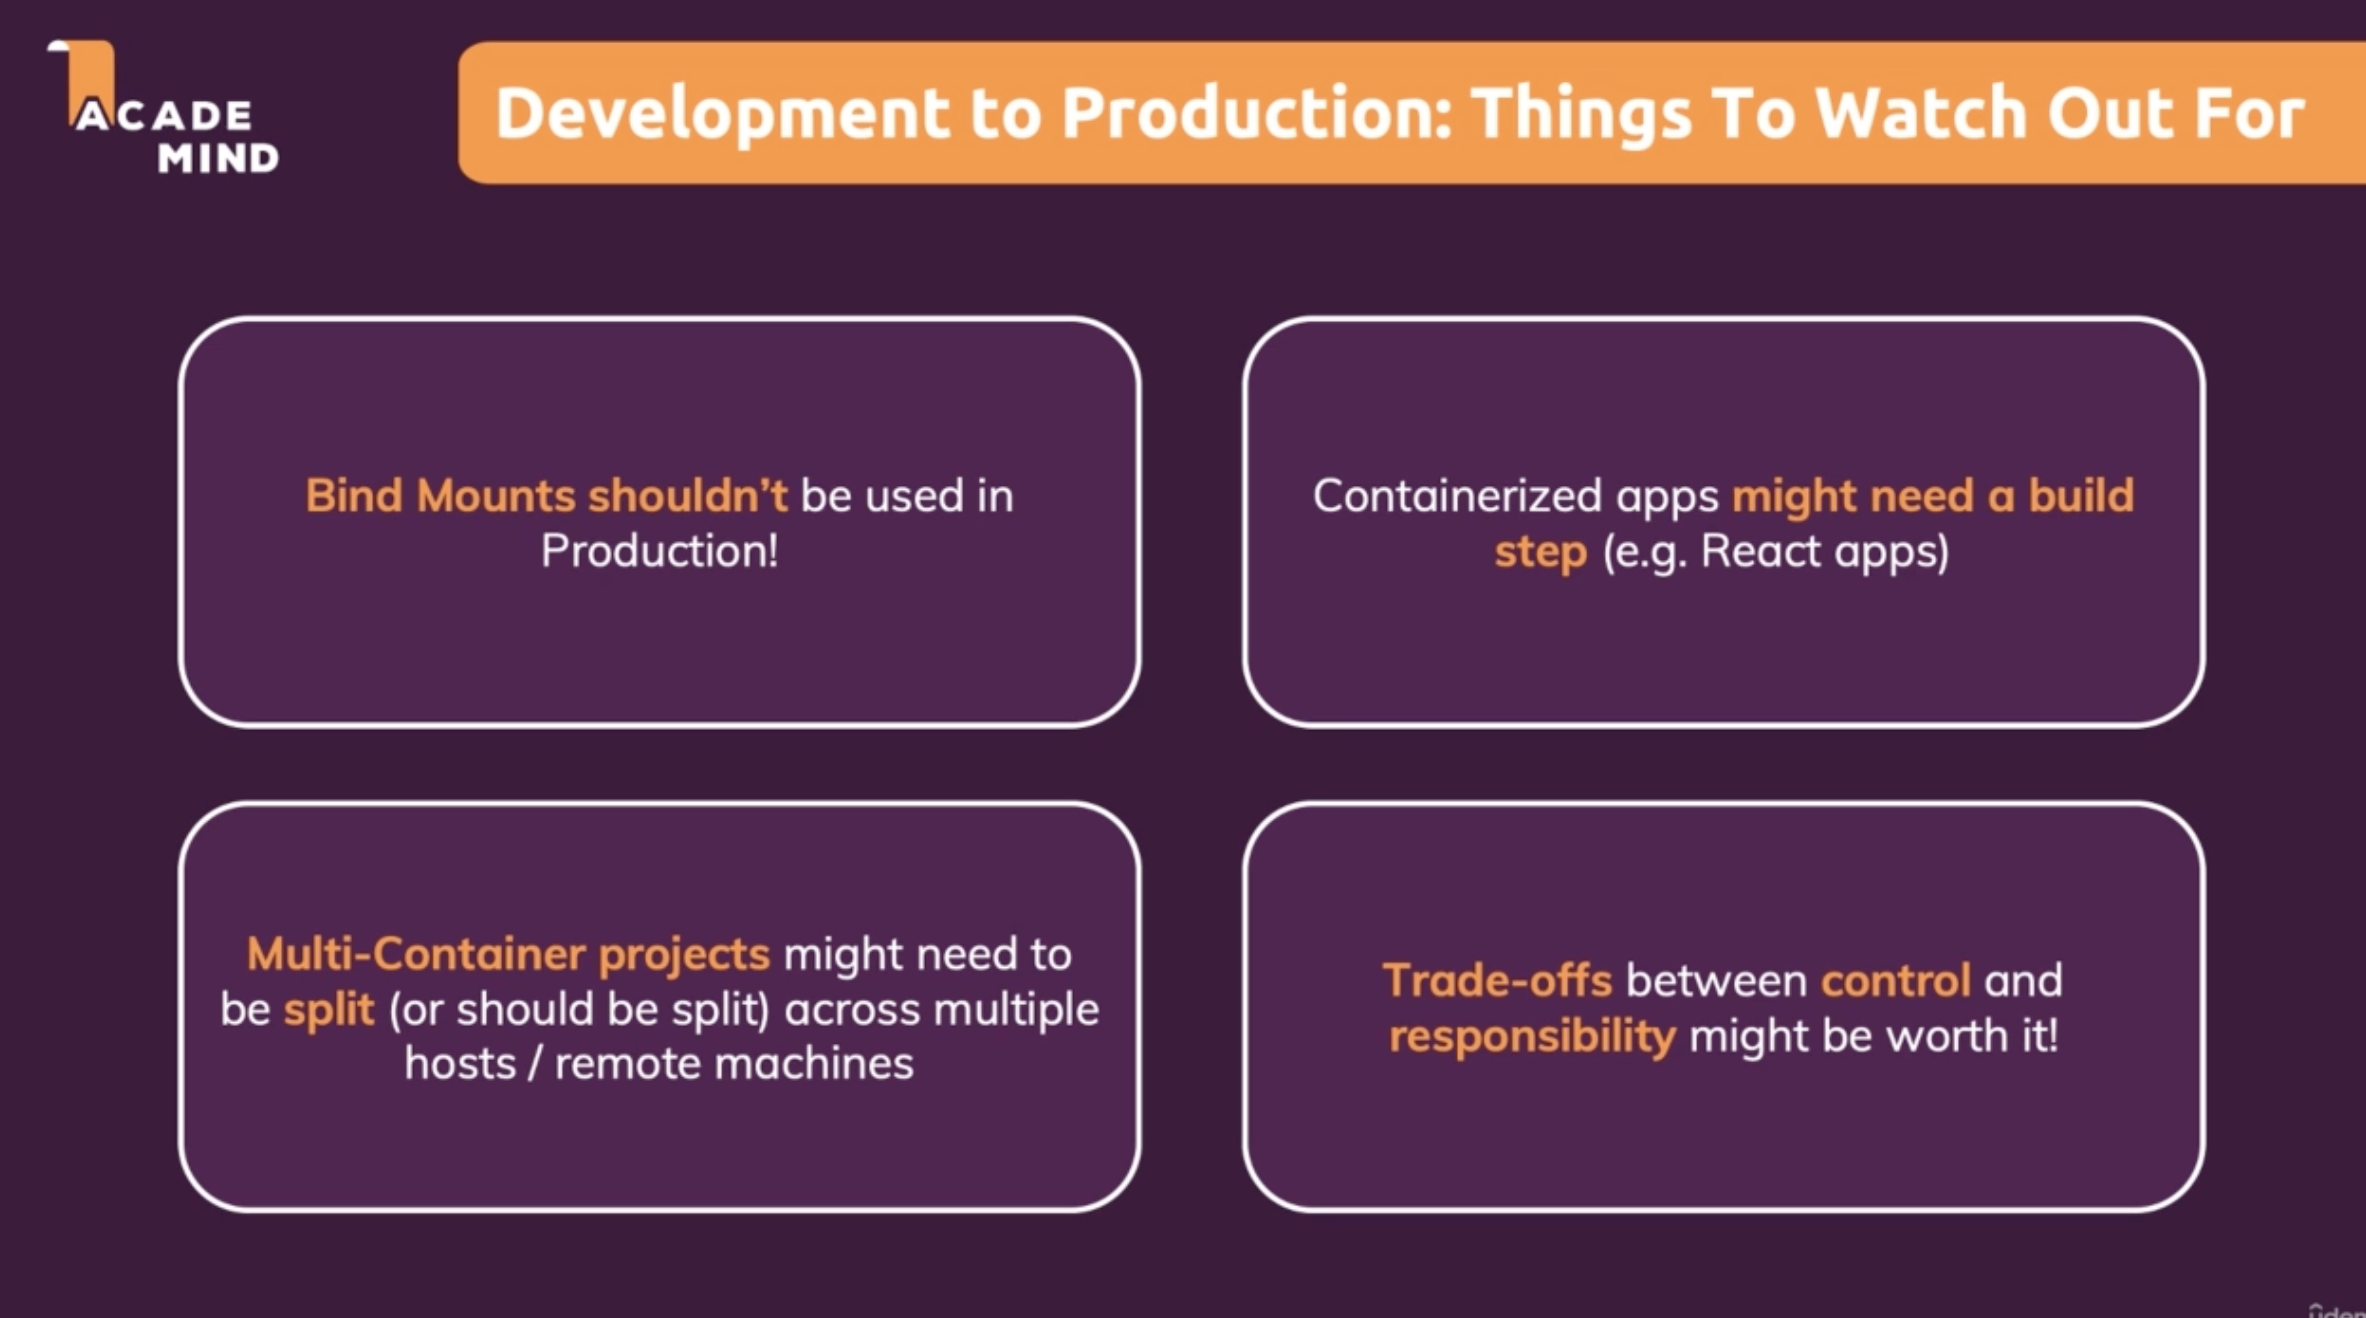 ACADE
MIND
Development to Production: Things To Watch Out For
Bind Mounts shouldn’t be used in
Production!
Containerized apps might need a build
step (e.g. React apps)
Multi-Container projects might need to
be split (or should be split) across multiple
hosts / remote machines
Trade-offs between control and
responsibility might be worth it!